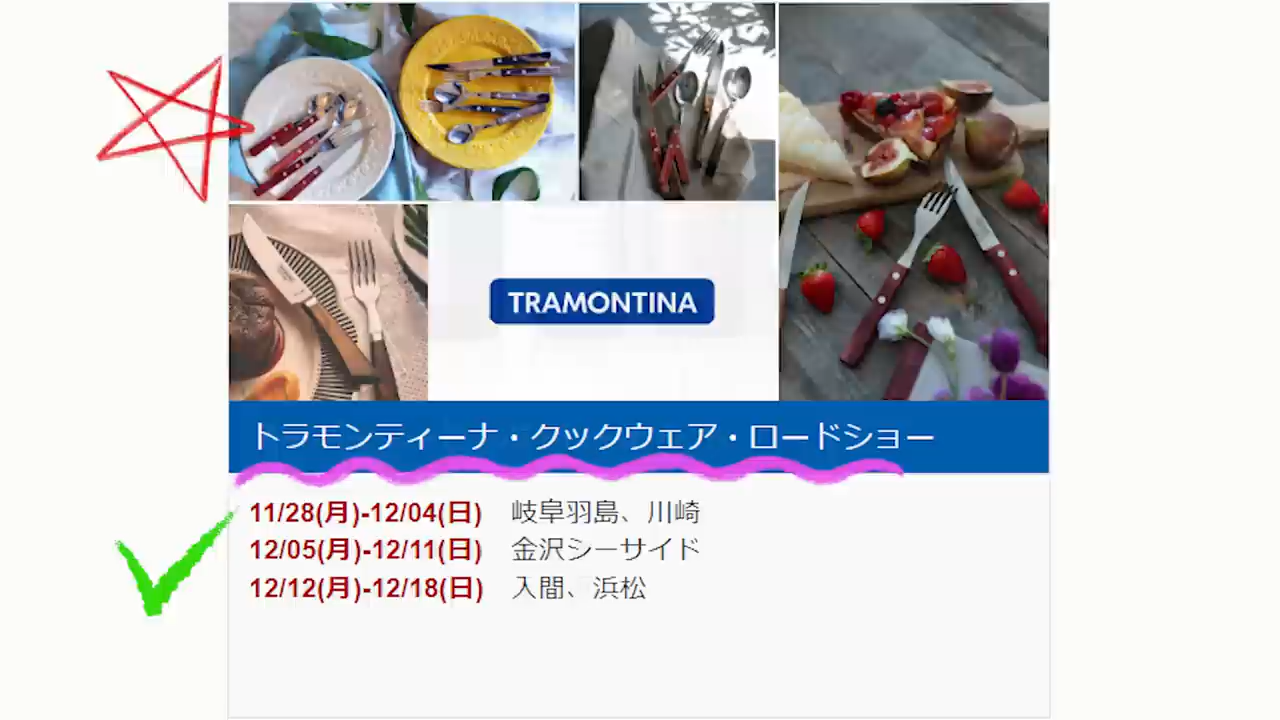 TRAMONTINA
トラモンティーナ・クックウェア・ロードショー
11/28(月)-12/04(日) 岐阜羽島、川崎
12/05(月)-12/11(日) 金沢シーサイド
12/12(月)-12/18(日) 入間、浜松